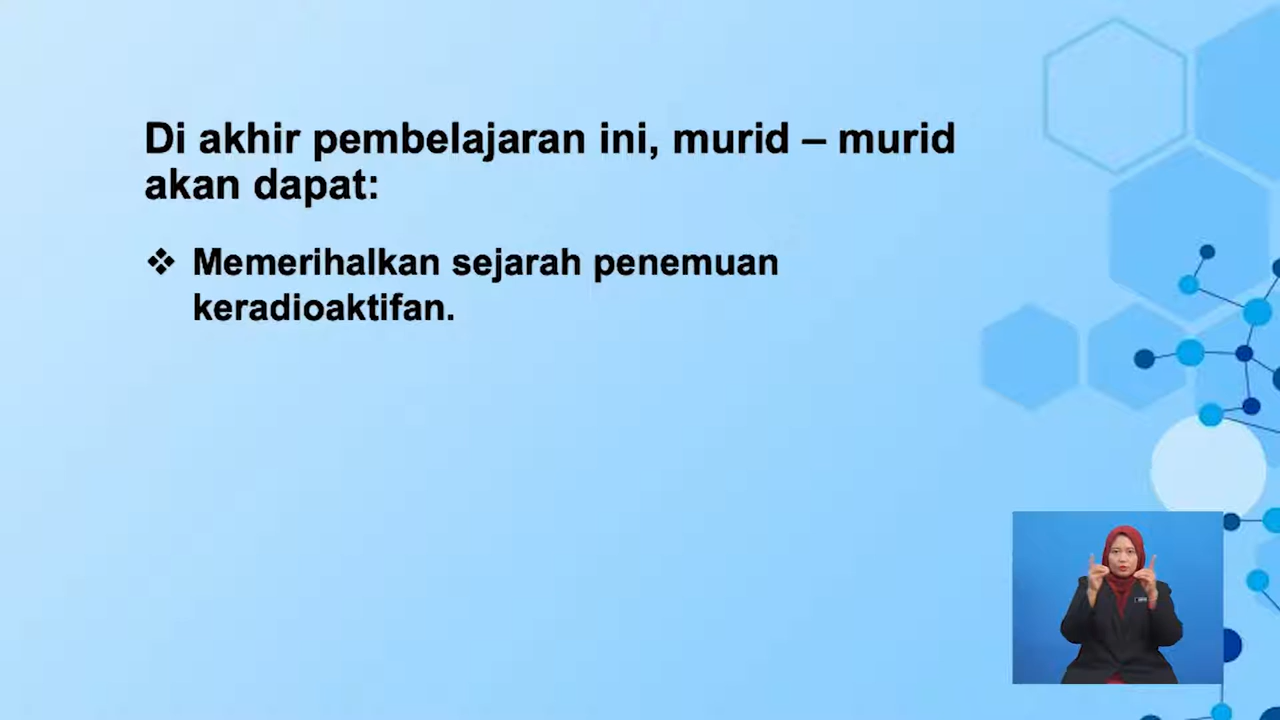 Di akhir pembelajaran ini, murid – murid
akan dapat:
❖ Memerihalkan sejarah penemuan
keradioaktifan.